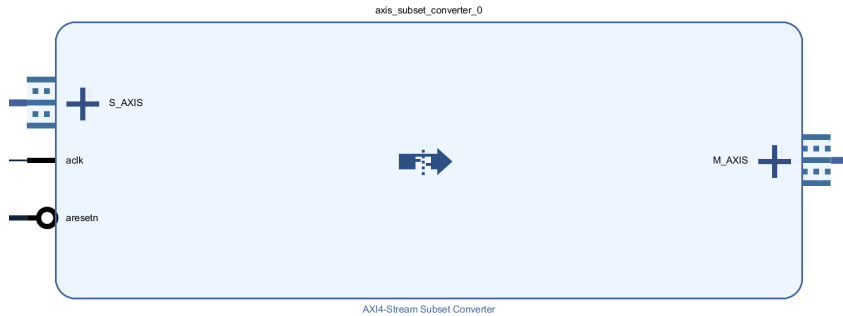 axis_subset_converter_0
S_AXIS
aclk
M_AXIS
aresetn
AXI4-Stream Subset Converter